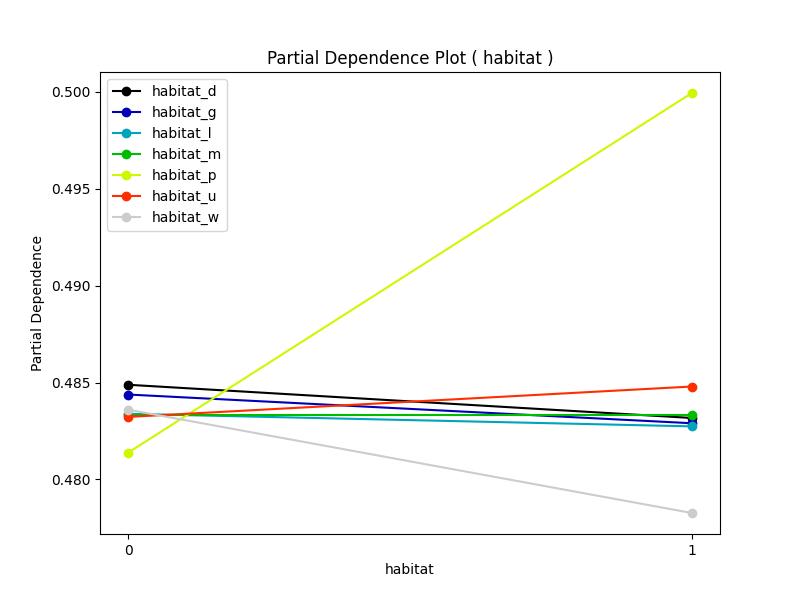 Partial Dependence Plot ( habitat )
habitat_d
habitat_g
habitat_l
habitat_m
habitat_p
habitat_u
habitat_w
0.500
0.495
0.490
0.485
0.480
Partial Dependence
0 1
habitat